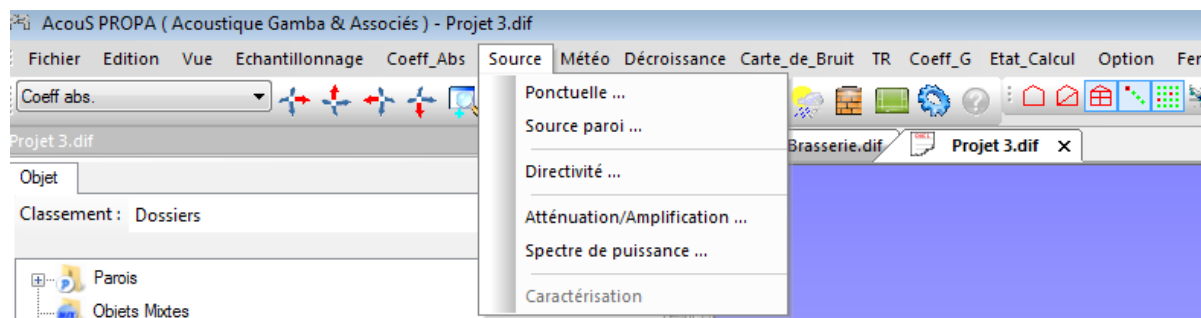 AcouS PROPA ( Acoustique Gamba & Associés ) - Projet 3.dif
Fichier Edition Vue Echantillonnage Coeff_Abs Source Météo Décroissance Carte_de_Bruit TR Coeff_G Etat_Calcul Option Fer
Coeff abs.
Ponctuelle ...
Source paroi ...
Directivité ...
Atténuation/Amplification ...
Spectre de puissance ...
Caractérisation
Projet 3.dif
Brasserie.dif Projet 3.dif x
Objet
Classement : Dossiers
Parois
Objets Mixtes